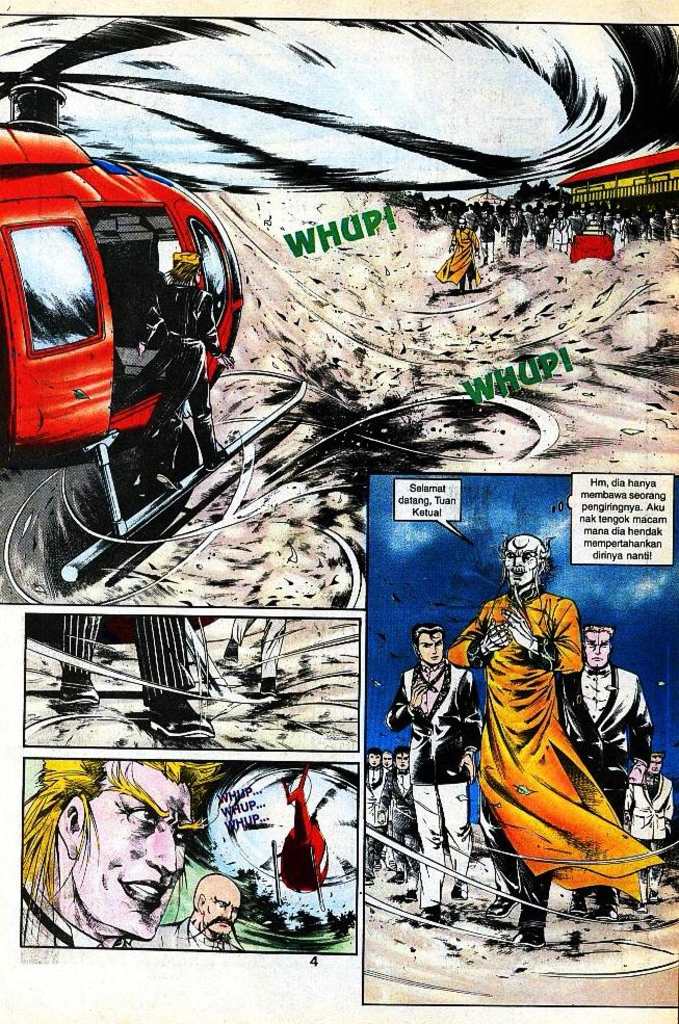 WHUP!
WHUP!
Selamat
datang, Tuan
Ketua!
Hm, dia hanya
membawa seorang
pengiringnya. Aku
nak tengok macam
mana dia hendak
mempertahankan
dirinya nanti!
WHUP...
WHUP...
WHUP...
4